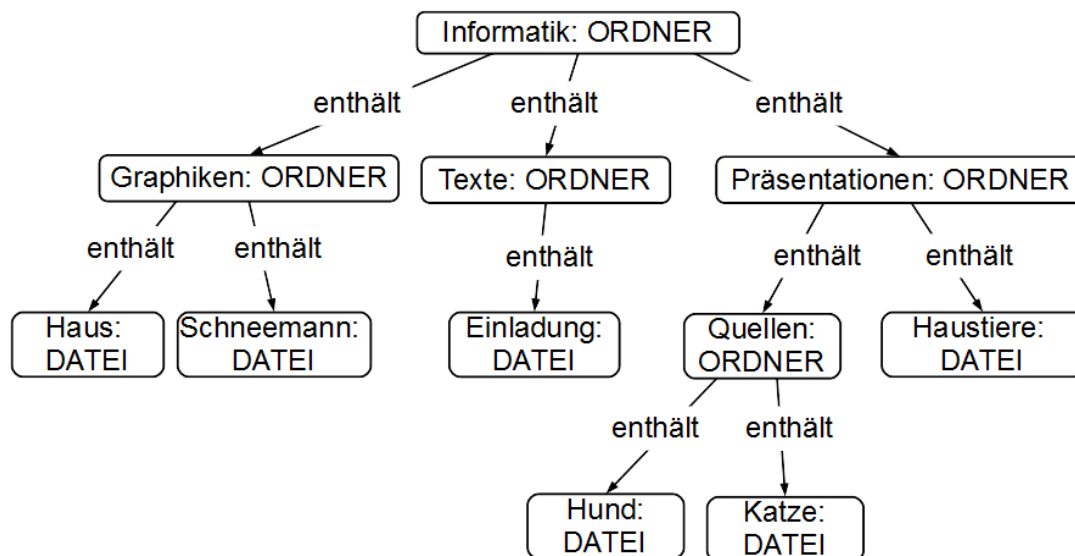 Informatik: ORDNER
enthält
enthält
enthält
Graphiken: ORDNER
Texte: ORDNER
Präsentationen: ORDNER
enthält
enthält
enthält
enthält
enthält
Haus:
DATEI
Schneemann:
DATEI
Einladung:
DATEI
Quellen:
ORDNER
Haustiere:
DATEI
enthält
enthält
Hund:
DATEI
Katze:
DATEI